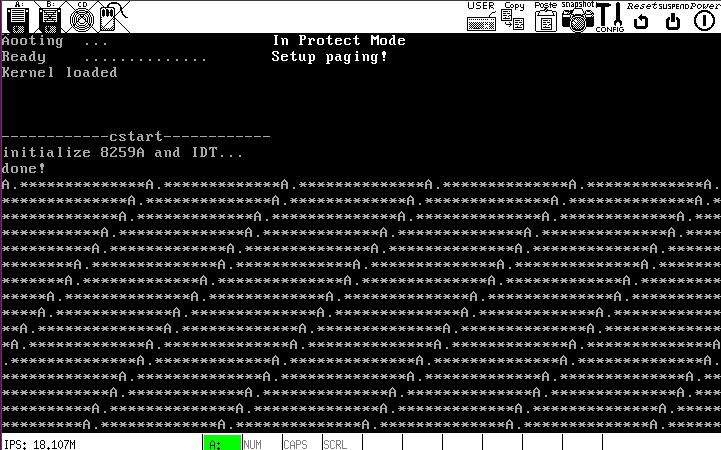 A:
B:
CD
USER Copy Paste snapshot CONFIG Reset SUSPEND Power
Aooting ... In Protect Mode
Ready .............. Setup paging!
Kernel loaded
------------cstart------------
initialize 8259A and IDT...
done!
A.**************A.*************A.**************A.**************A.*************A.
**************A.**************A.*************A.**************A.*************A.**
*************A.*************A.**************A.*************A.**************A.***
***********A.**************A.*************A.**************A.*************A.*****
**********A.*************A.**************A.*************A.**************A.******
********A.**************A.*************A.**************A.**************A.*******
*******A.*************A.**************A.**************A.*************A.*********
*****A.**************A.**************A.*************A.**************A.**********
****A.**************A.*************A.**************A.*************A.************
**A.**************A.**************A.*************A.**************A.*************
*A.**************A.*************A.**************A.*************A.**************A
.**************A.**************A.*************A.**************A.*************A.*
*************A.**************A.**************A.*************A.**************A.**
************A.**************A.*************A.**************A.*************A.****
**********A.**************A.**************A.*************A.**************A.*****
*********A.**************A.*************A.**************A.*************A.*******
IPS: 18.107M A: NUM CAPS SCRL